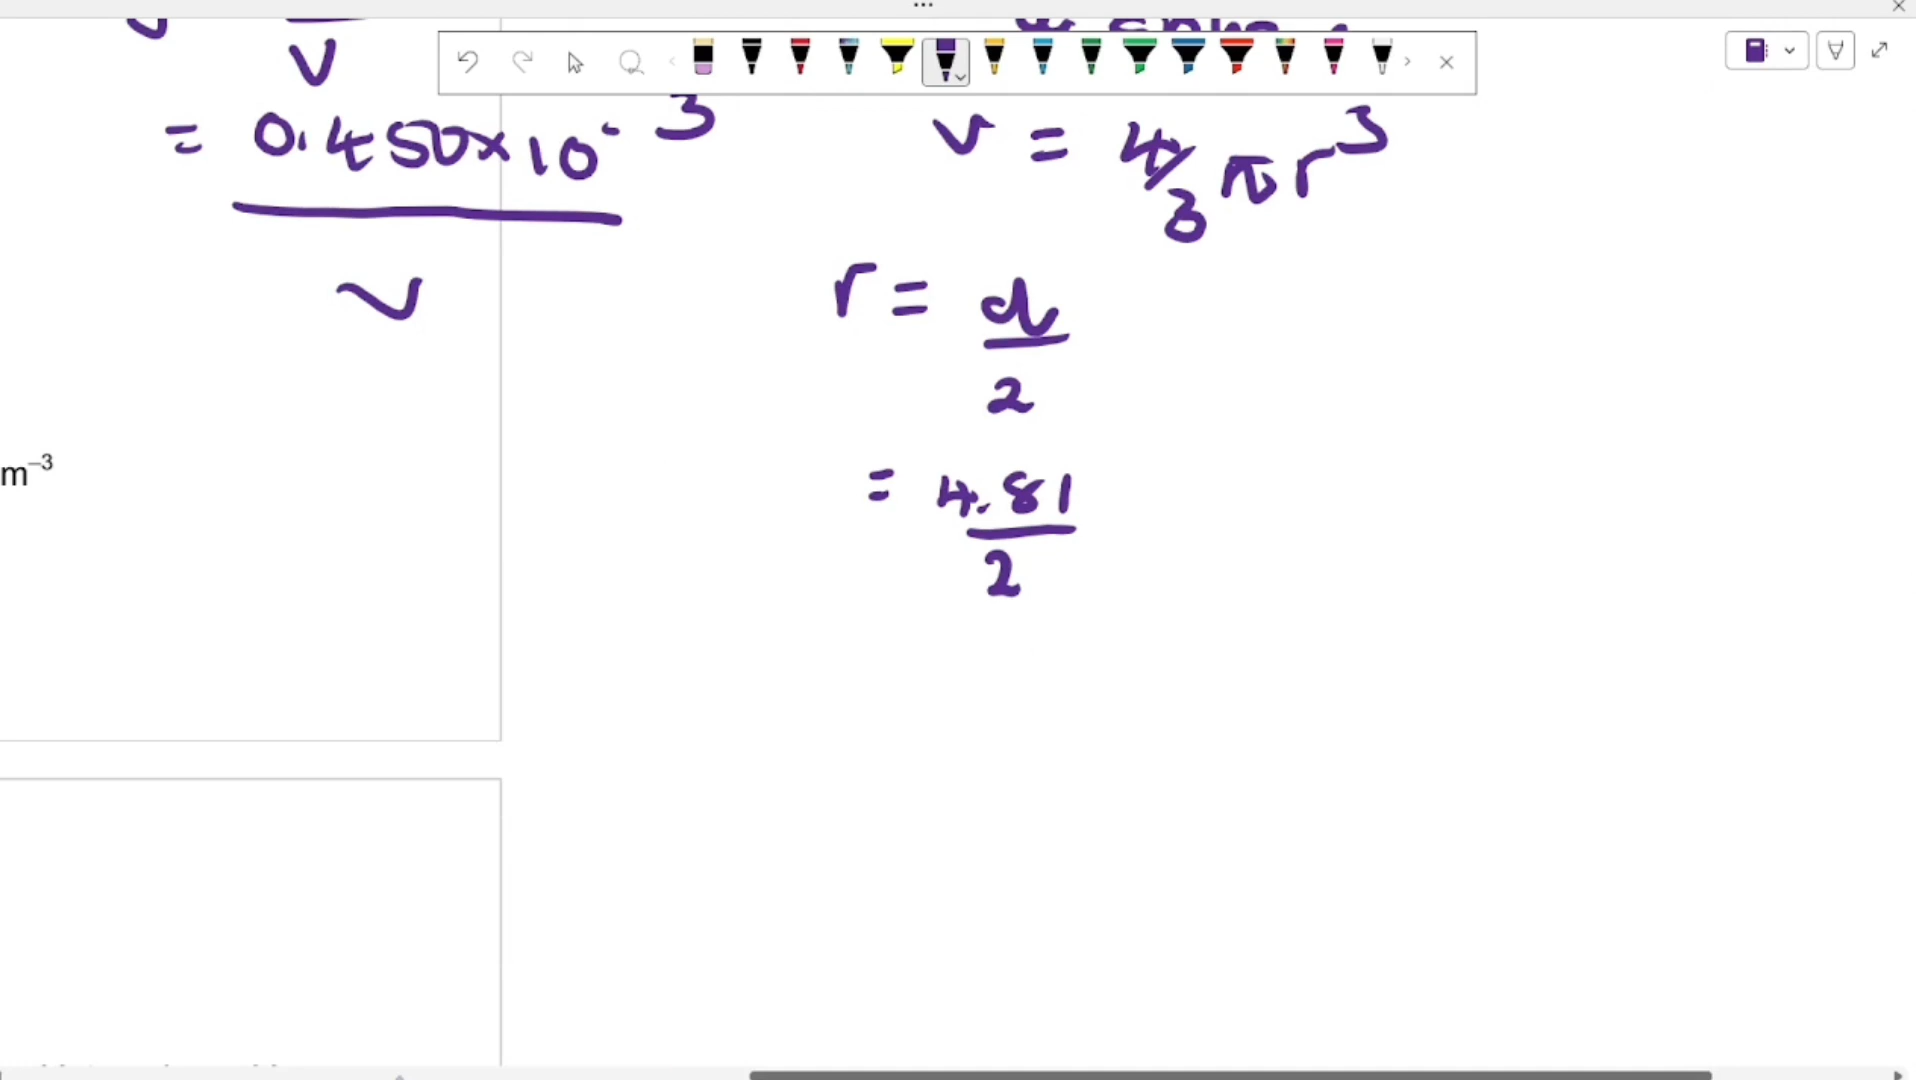 V
= 0.450×10⁻³
V
m⁻³
v = 4/3 πr³
r = d
2
= 4.81
2